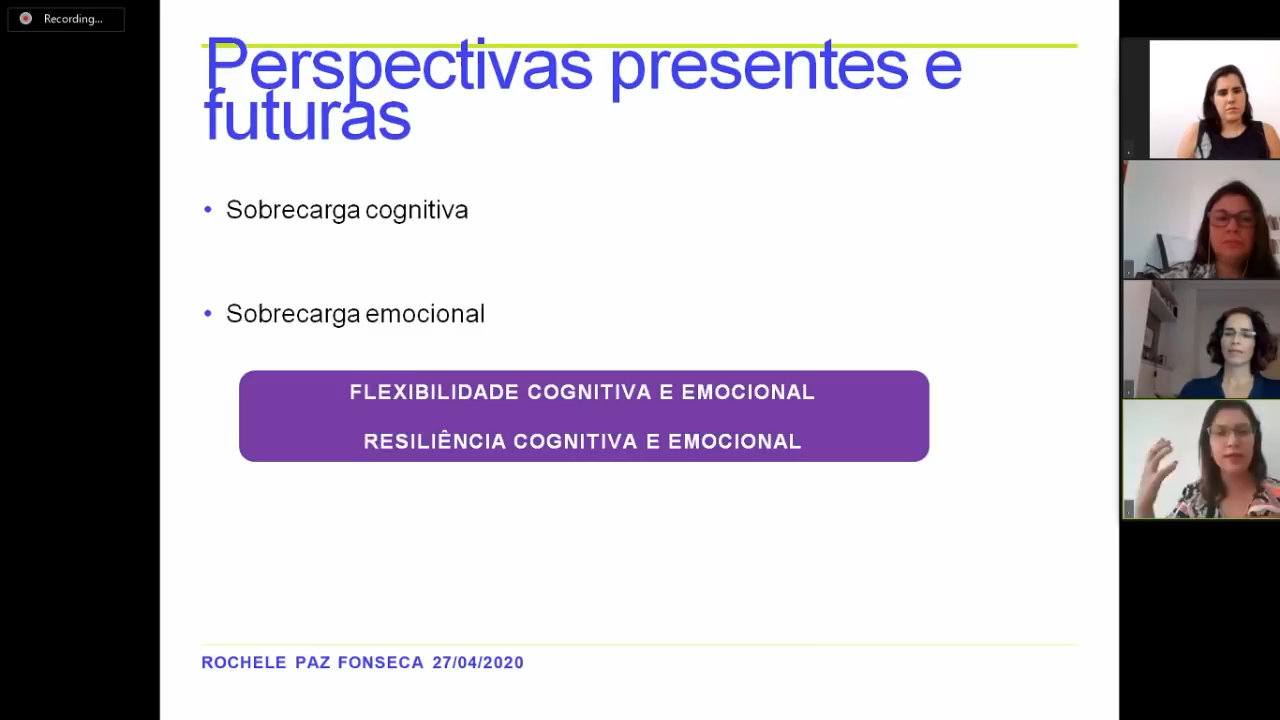 Recording...
Perspectivas presentes e
futuras
• Sobrecarga cognitiva
• Sobrecarga emocional
FLEXIBILIDADE COGNITIVA E EMOCIONAL
RESILIÊNCIA COGNITIVA E EMOCIONAL
ROCHELE PAZ FONSECA 27/04/2020